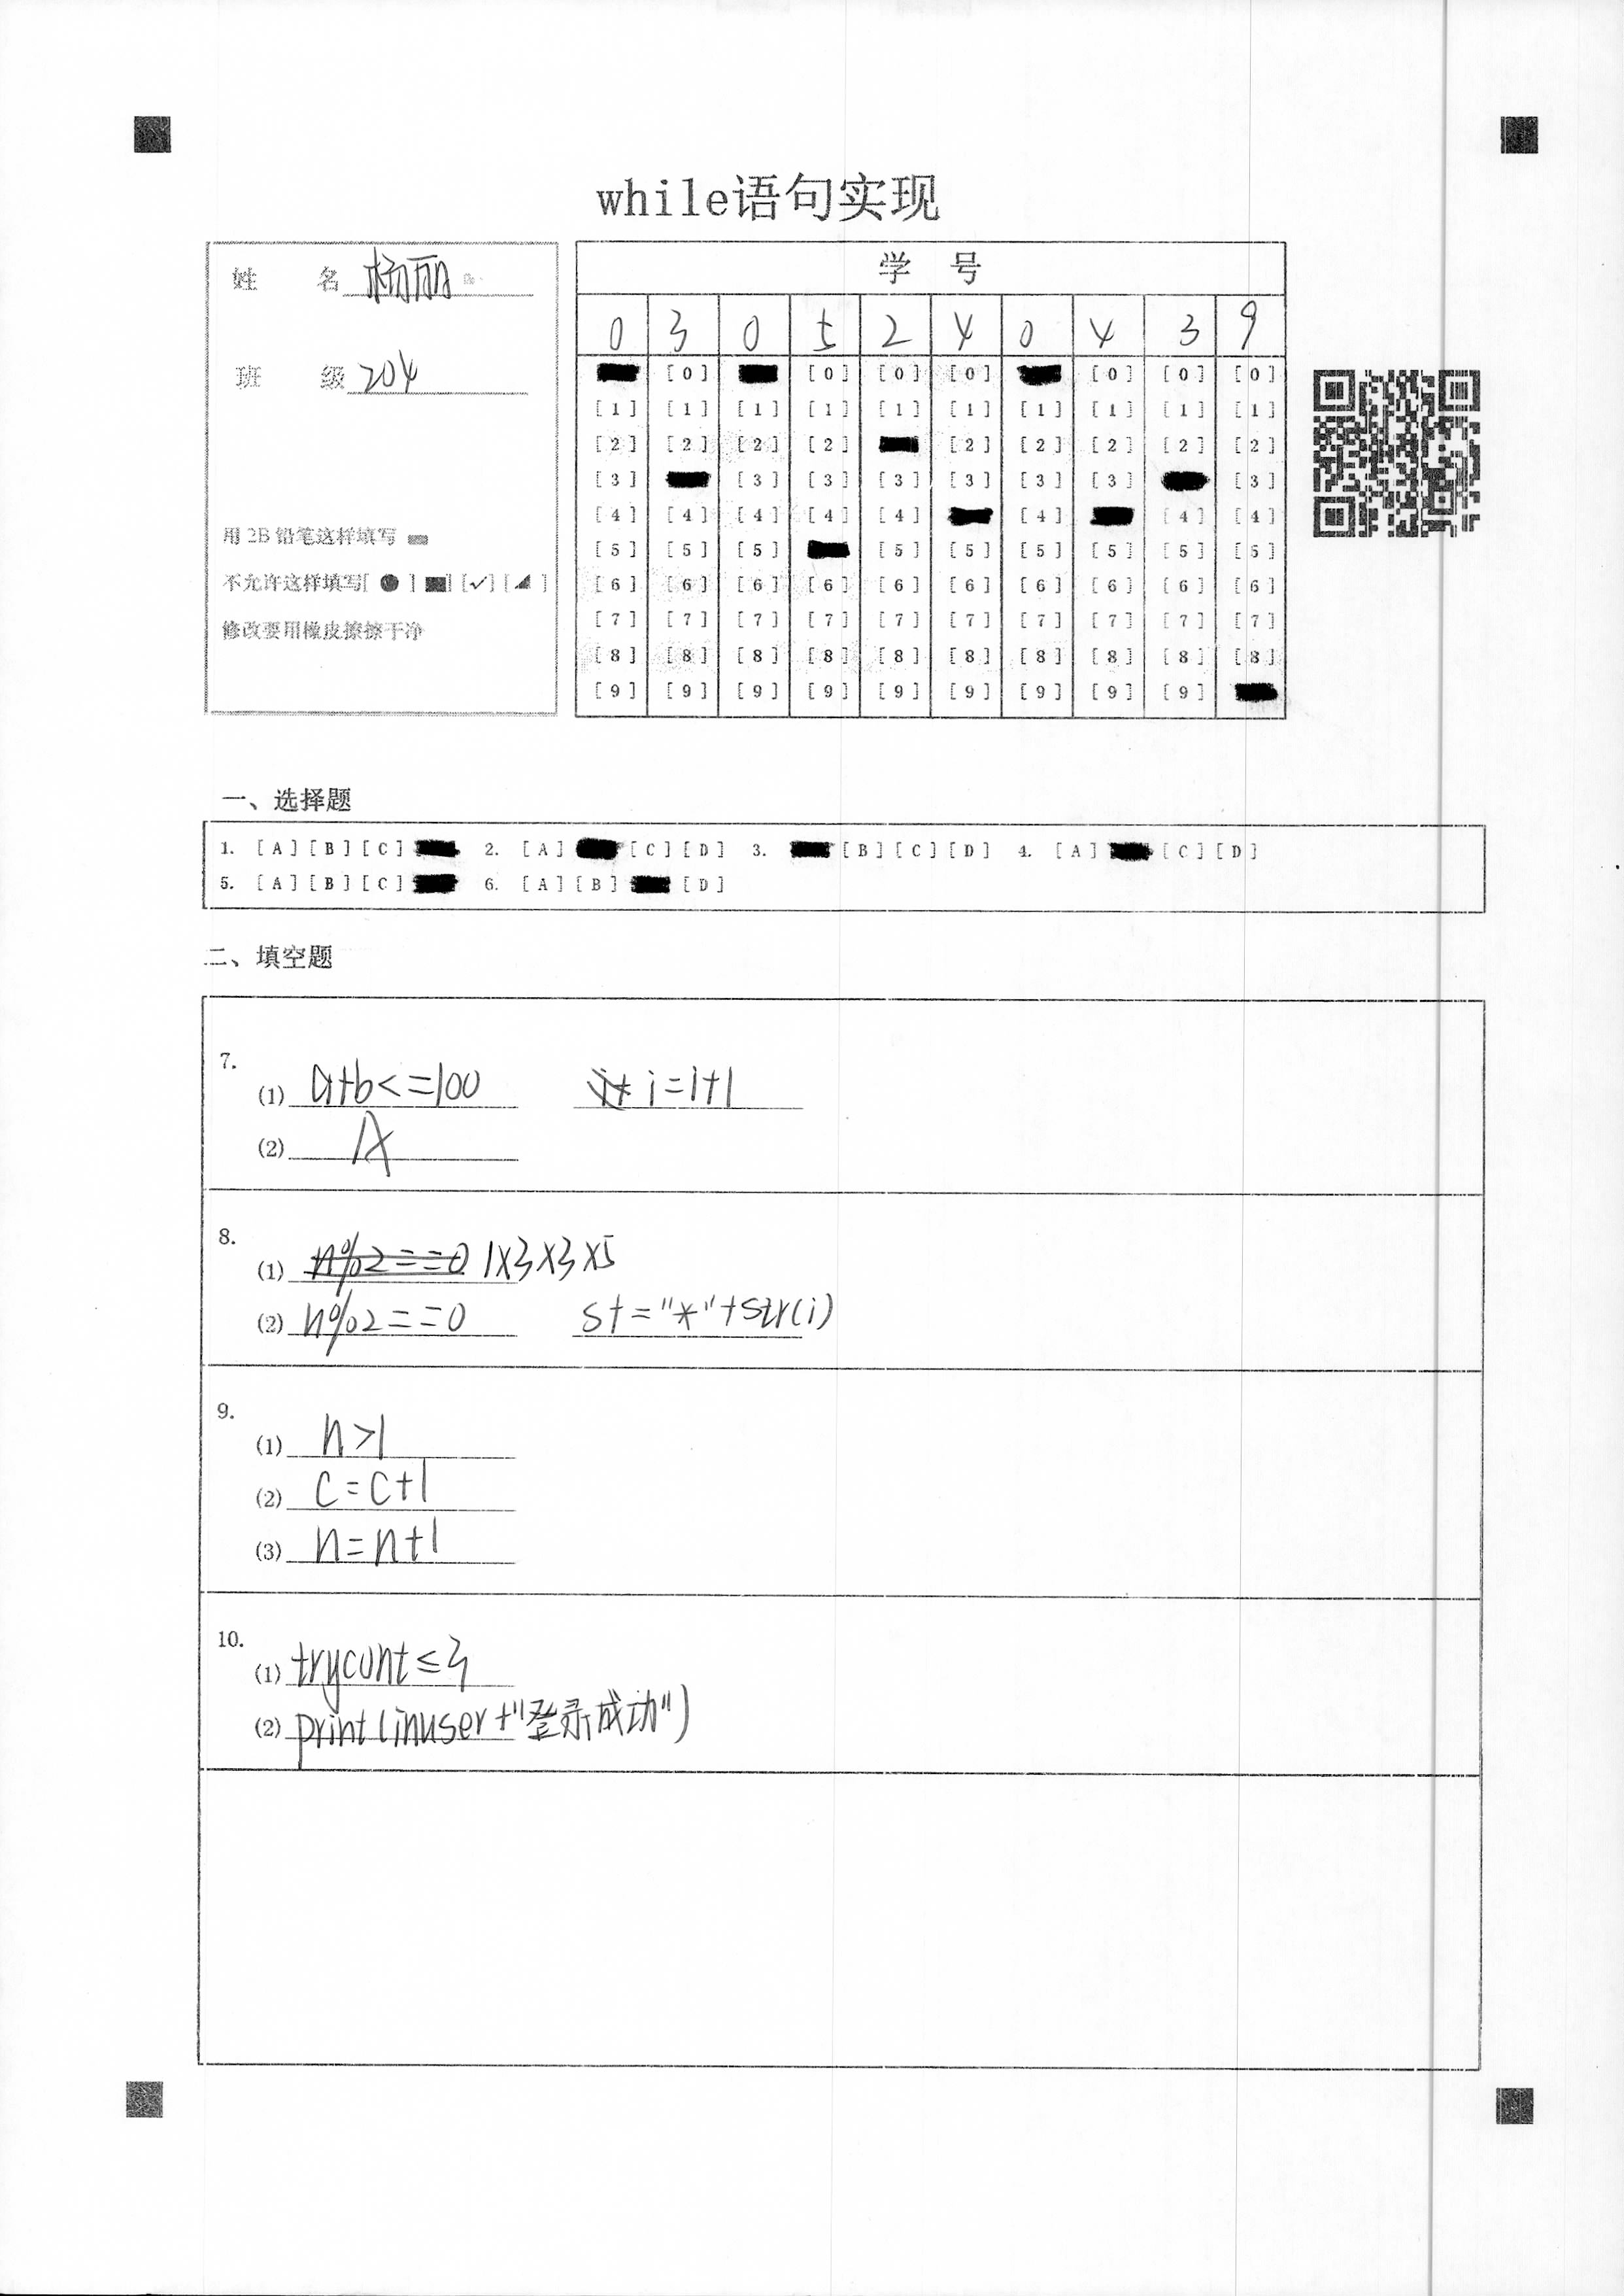 while语句实现
姓 名 杨丽
班 级 204
用 2B 铅笔这样填写
不允许这样填写[ ● ] [■] [✓] [◢ ]
修改要用橡皮擦擦干净
学 号
0 3 0 5 2 4 0 4 3 9
[0] [0] [0] [0] [0] [0] [0]
[1] [1] [1] [1] [1] [1] [1] [1] [1] [1]
[2] [2] [2] [2] [2] [2] [2] [2] [2]
[3] [3] [3] [3] [3] [3] [3] [3]
[4] [4] [4] [4] [4] [4] [4] [4]
[5] [5] [5] [5] [5] [5] [5] [5] [5]
[6] [6] [6] [6] [6] [6] [6] [6] [6] [6]
[7] [7] [7] [7] [7] [7] [7] [7] [7] [7]
[8] [8] [8] [8] [8] [8] [8] [8] [8] [8]
[9] [9] [9] [9] [9] [9] [9] [9] [9]
一、选择题
1. [A] [B] [C] 2. [A] [C] [D] 3. [B] [C] [D] 4. [A] [C] [D]
5. [A] [B] [C] 6. [A] [B] [D]
二、填空题
7.
(1) a+b<=100 i=i+1
(2) A
8.
(1) n%2==0 1×3×3×5
(2) n%2==0 st="*"+str(i)
9.
(1) n>1
(2) c=c+1
(3) n=n+1
10.
(1) trycont≤3
(2) print(inuser+"登录成功")